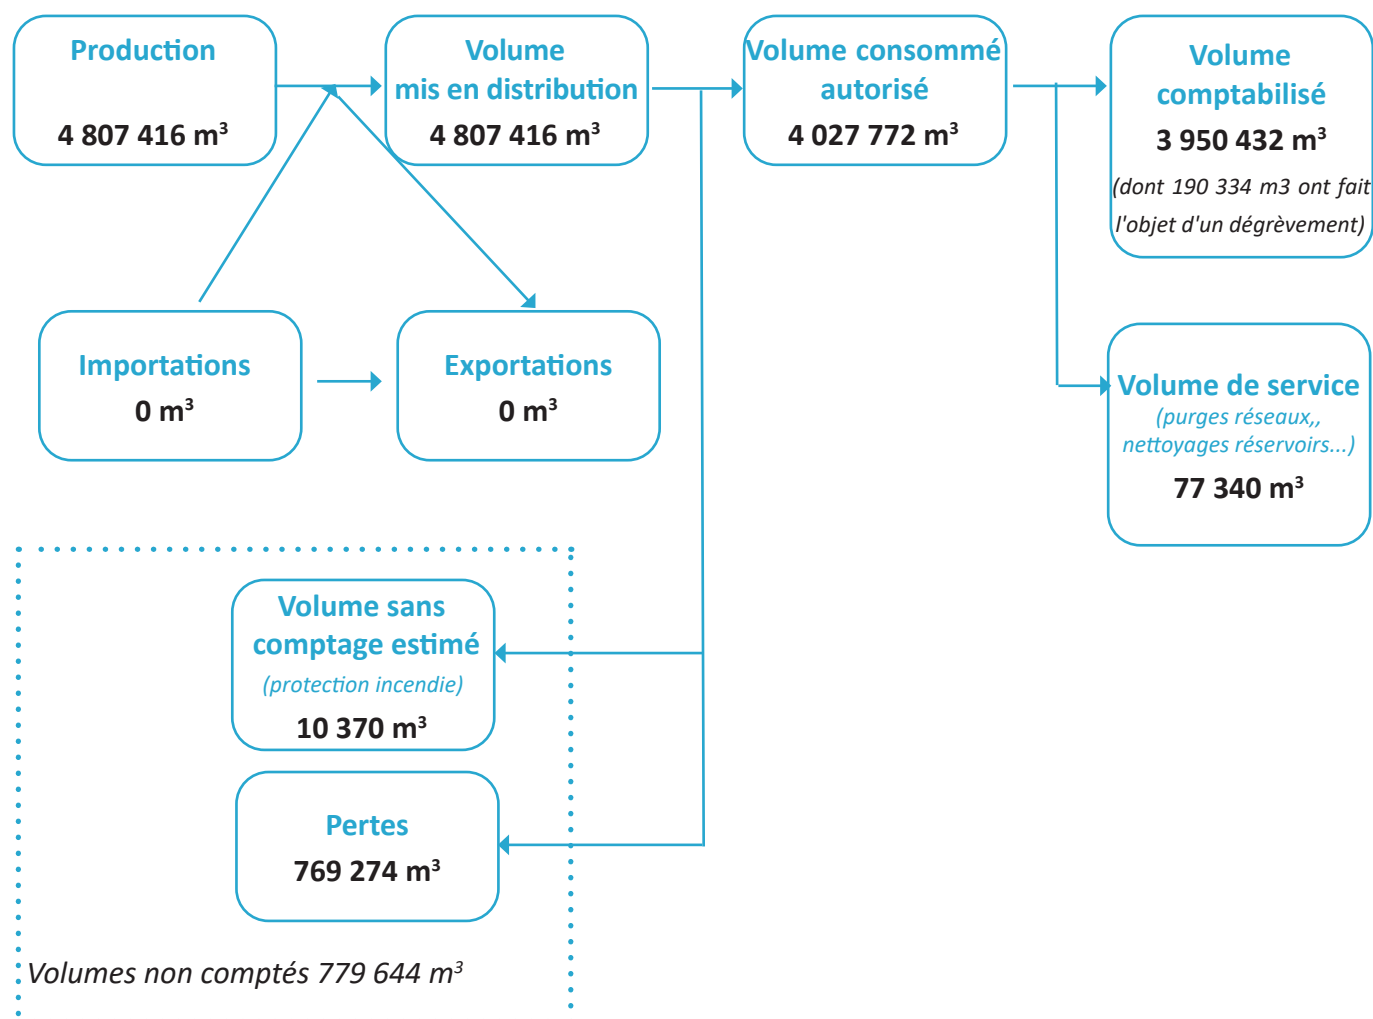 Production
4 807 416 m³
Volume
mis en distribution
4 807 416 m³
Volume consommé
autorisé
4 027 772 m³
Volume
comptabilisé
3 950 432 m³
(dont 190 334 m3 ont fait
l'objet d'un dégrèvement)
Importations
0 m³
Exportations
0 m³
Volume de service
(purges réseaux,,
nettoyages réservoirs...)
77 340 m³
Volume sans
comptage estimé
(protection incendie)
10 370 m³
Pertes
769 274 m³
Volumes non comptés 779 644 m³